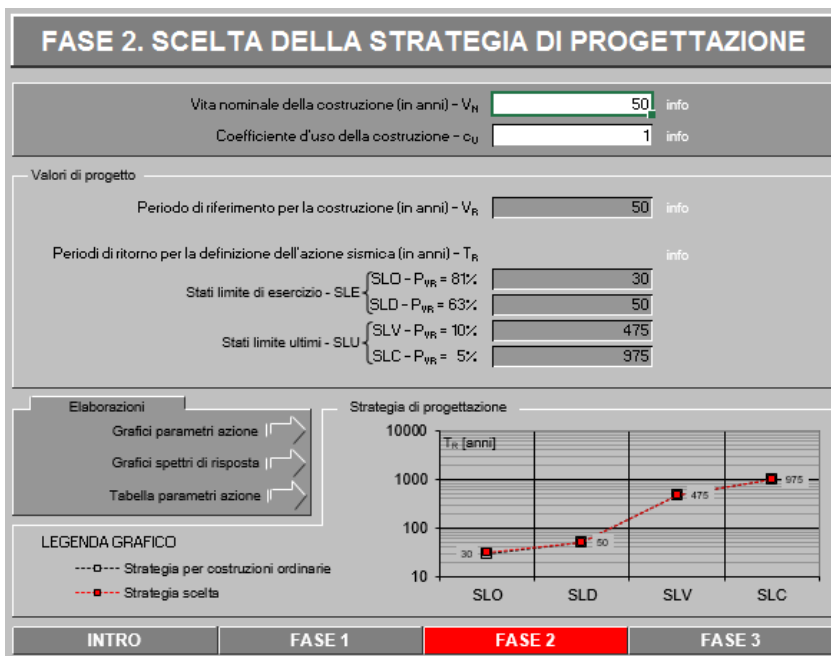 FASE 2. SCELTA DELLA STRATEGIA DI PROGETTAZIONE
Vita nominale della costruzione (in anni) - VN 50 info
Coefficiente d'uso della costruzione - cU 1 info
Valori di progetto
Periodo di riferimento per la costruzione (in anni) - VR 50 info
Periodi di ritorno per la definizione dell'azione sismica (in anni) - TR info
Stati limite di esercizio - SLE
SLO - PVR = 81% 30
SLD - PVR = 63% 50
Stati limite ultimi - SLU
SLV - PVR = 10% 475
SLC - PVR = 5% 975
Elaborazioni
Grafici parametri azione
Grafici spettri di risposta
Tabella parametri azione
LEGENDA GRAFICO
Strategia per costruzioni ordinarie
Strategia scelta
Strategia di progettazione
TR [anni]
10000
1000
100
10
30
50
475
975
SLO SLD SLV SLC
INTRO FASE 1 FASE 2 FASE 3